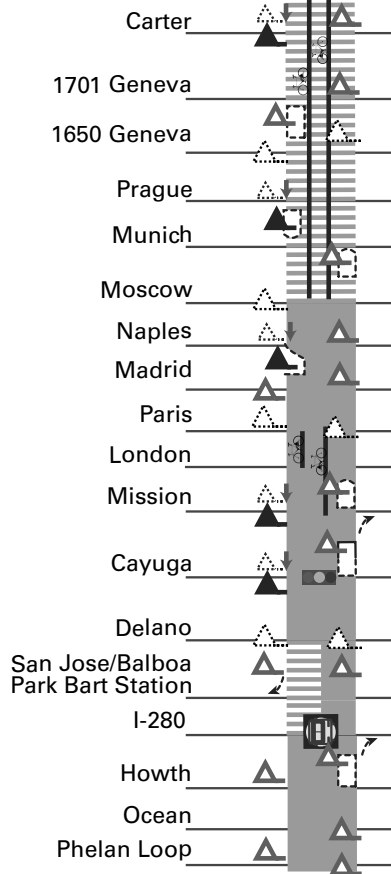 Carter
1701 Geneva
1650 Geneva
Prague
Munich
Moscow
Naples
Madrid
Paris
London
Mission
Cayuga
Delano
San Jose/Balboa
Park Bart Station
I-280
Howth
Ocean
Phelan Loop